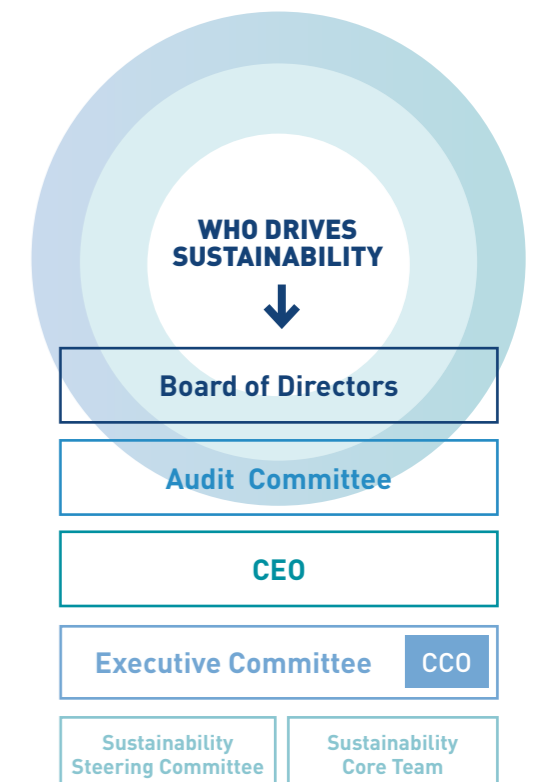 WHO DRIVES
SUSTAINABILITY
Board of Directors
Audit Committee
CEO
Executive Committee CCO
Sustainability
Steering Committee
Sustainability
Core Team